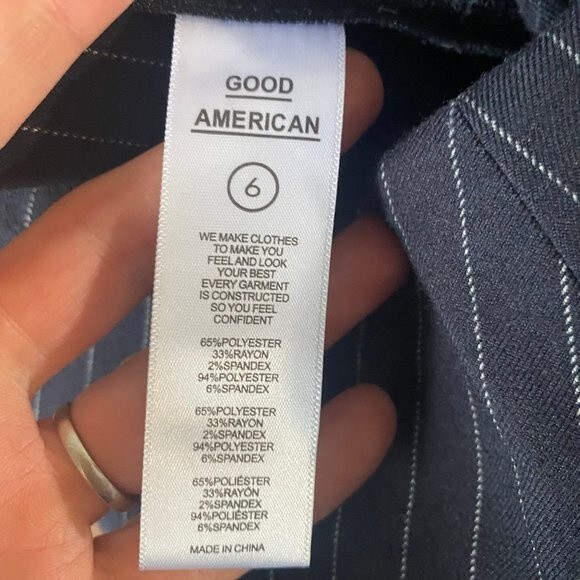 GOOD
AMERICAN
6
WE MAKE CLOTHES
TO MAKE YOU
FEEL AND LOOK
YOUR BEST
EVERY GARMENT
IS CONSTRUCTED
SO YOU FEEL
CONFIDENT
65%POLYESTER
33%RAYON
2%SPANDEX
94%POLYESTER
6%SPANDEX
65%POLYESTER
33%RAYON
2%SPANDEX
94%POLYESTER
6%SPANDEX
65%POLIÉSTER
33%RAYÓN
2%SPANDEX
94%POLIÉSTER
6%SPANDEX
MADE IN CHINA